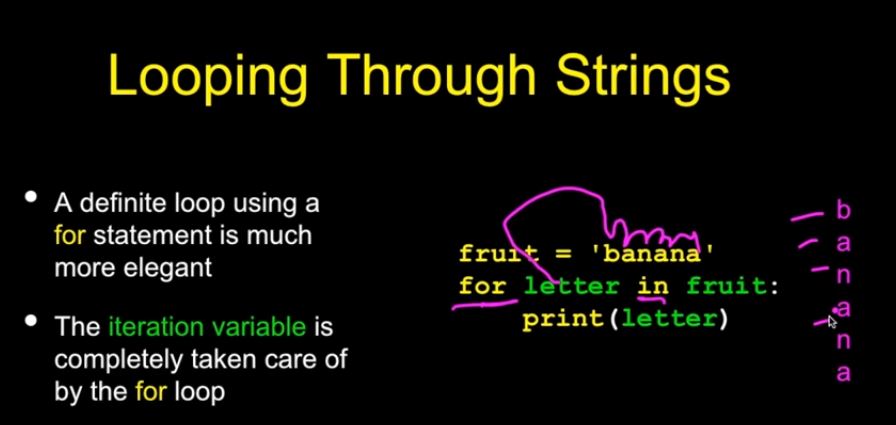 Looping Through Strings
• A definite loop using a
for statement is much
more elegant
• The iteration variable is
completely taken care of
by the for loop
fruit = 'banana'
for letter in fruit:
    print(letter)
b
a
n
a
n
a